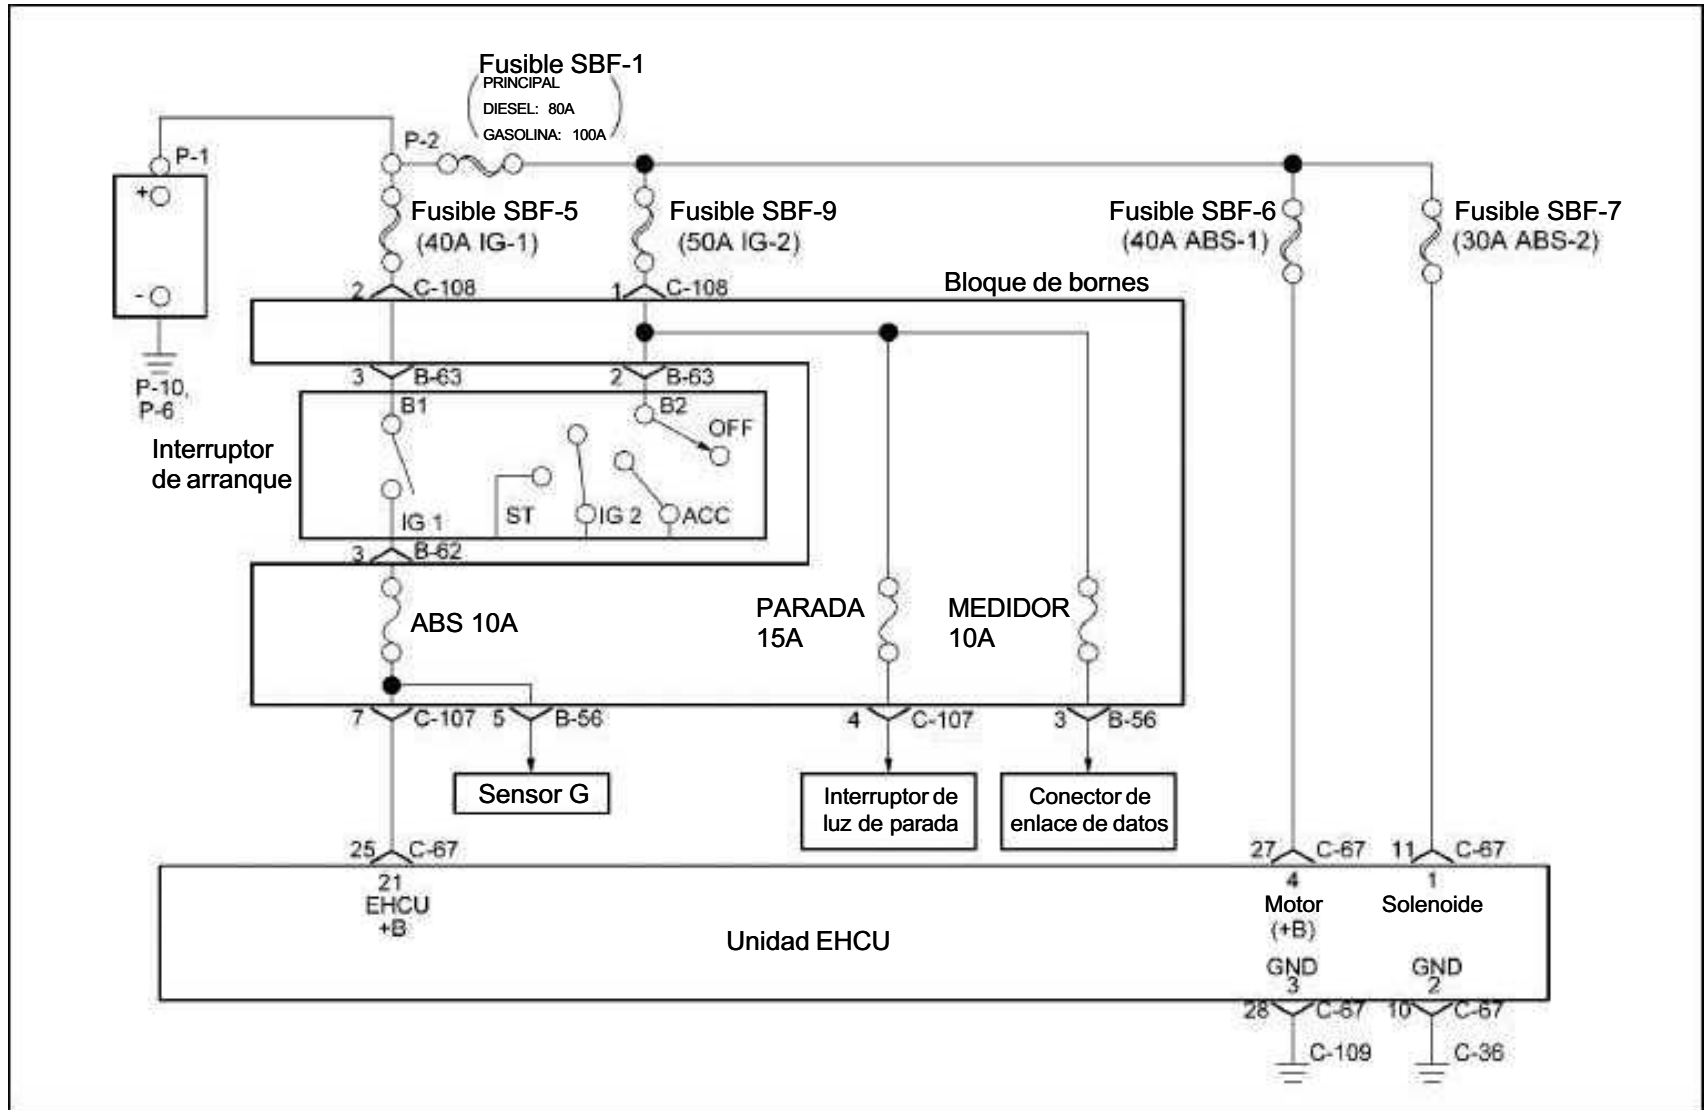 Fusible SBF-1
PRINCIPAL
DIESEL: 80A
GASOLINA: 100A
P-2
P-1
+
-
P-10,
P-6
Fusible SBF-5
(40A IG-1)
Fusible SBF-9
(50A IG-2)
Fusible SBF-6
(40A ABS-1)
Fusible SBF-7
(30A ABS-2)
2 C-108
1 C-108
Bloque de bornes
3 B-63
2 B-63
B1
B2
OFF
Interruptor
de arranque
IG 1
ST
IG 2
ACC
3 B-62
ABS 10A
PARADA
15A
MEDIDOR
10A
7 C-107
5 B-56
4 C-107
3 B-56
Sensor G
Interruptor de
luz de parada
Conector de
enlace de datos
25 C-67
27 C-67
11 C-67
21
EHCU
+B
Unidad EHCU
4
Motor
(+B)
1
Solenoide
GND
3
GND
2
28 C-67
10 C-67
C-109
C-36